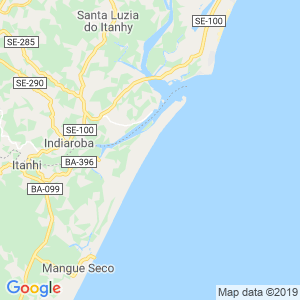 Santa Luzia
do Itanhy
SE-100
SE-285
SE-290
SE-100
Indiaroba
BA-396
Itanhi
BA-099
Mangue Seco
Google
Map data ©2019